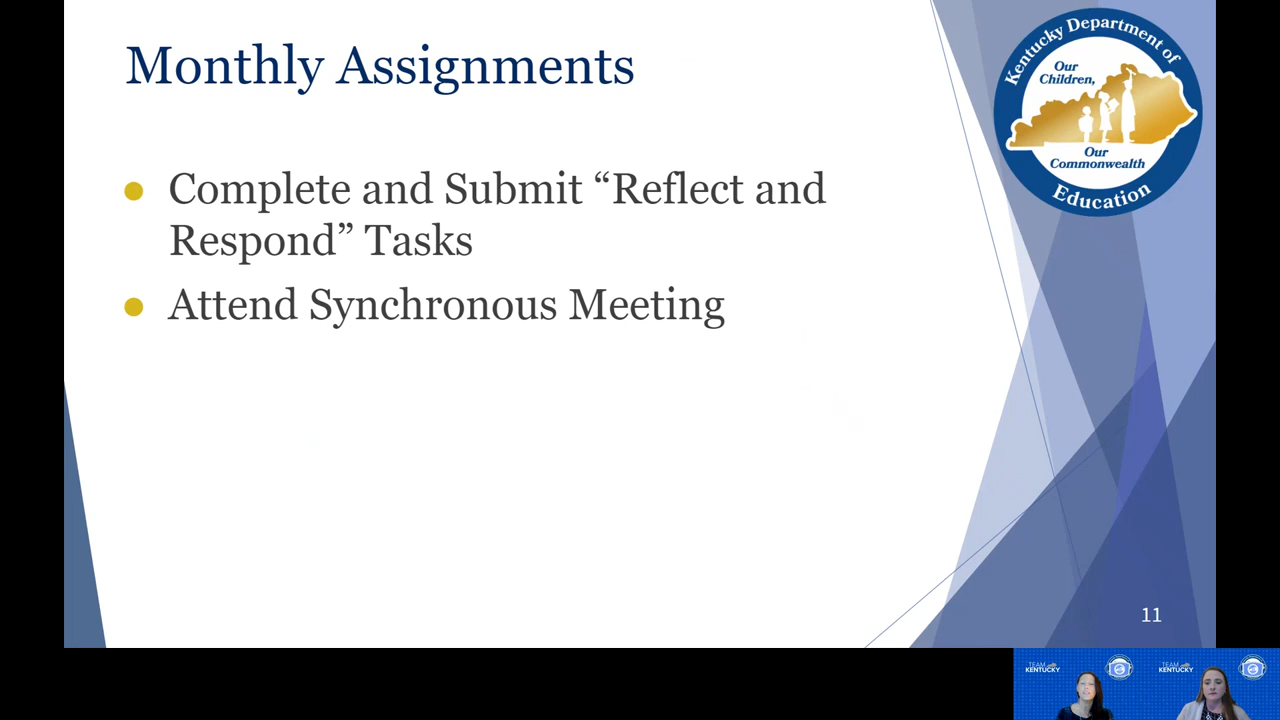 Monthly Assignments
Kentucky Department of
Our
Children,
Our
Commonwealth
Education
Complete and Submit “Reflect and
Respond” Tasks
Attend Synchronous Meeting
11
TEAM
KENTUCKY
TEAM
KENTUCKY